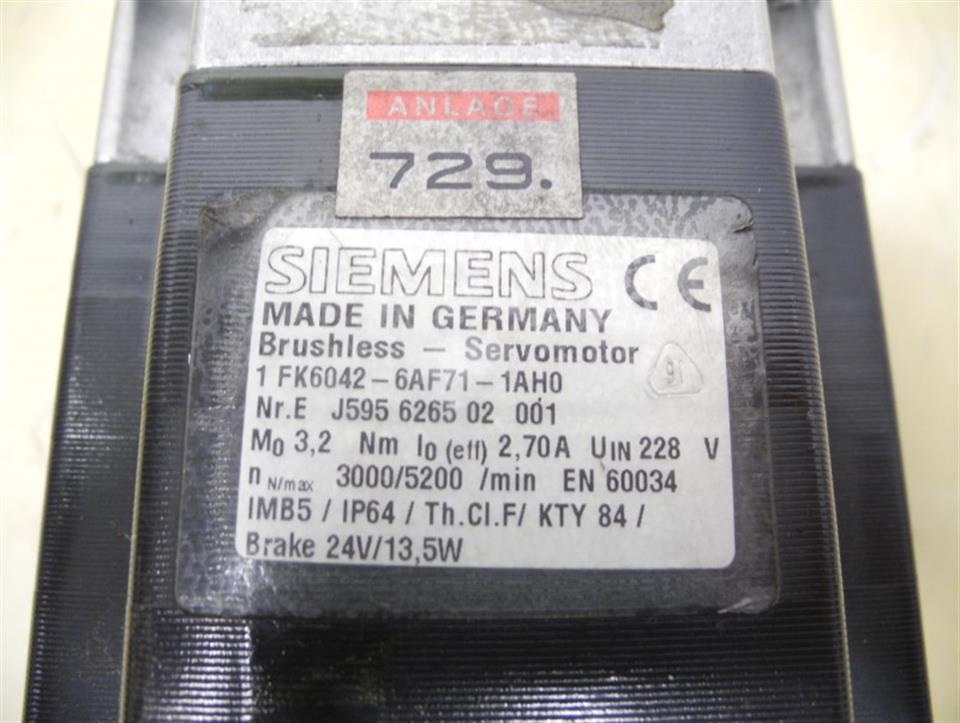 ANLAGE
729.
SIEMENS CE
MADE IN GERMANY
Brushless – Servomotor
1 FK6042 – 6AF71 – 1AH0
Nr.E J595 6265 02 001
M0 3,2 Nm I0 (eff) 2,70A UIN 228 V
n N/max 3000/5200 /min EN 60034
IMB5 / IP64 / Th.Cl.F/ KTY 84 /
Brake 24V/13,5W